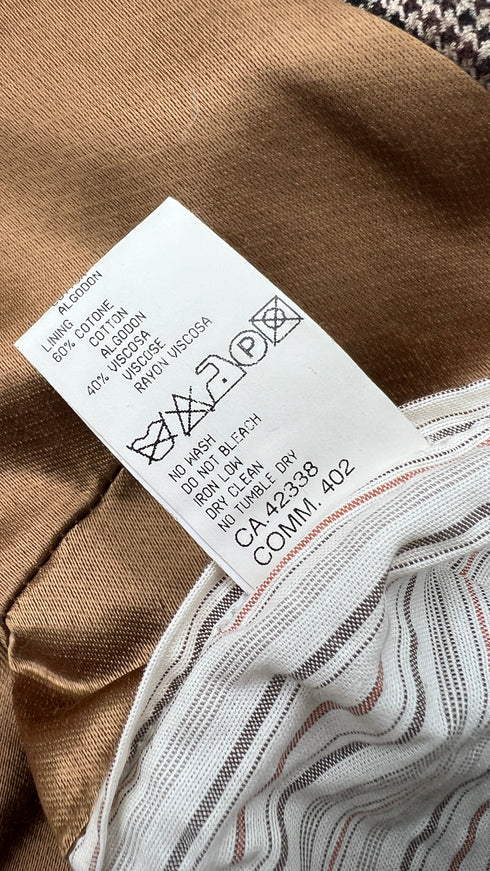 ALGODON
LINING
60% COTONE
COTTON
ALGODON
40% VISCOSA
VISCOSE
RAYON VISCOSA
P
NO WASH
DO NOT BLEACH
IRON LOW
DRY CLEAN
NO TUMBLE DRY
CA 42338
COMM. 402